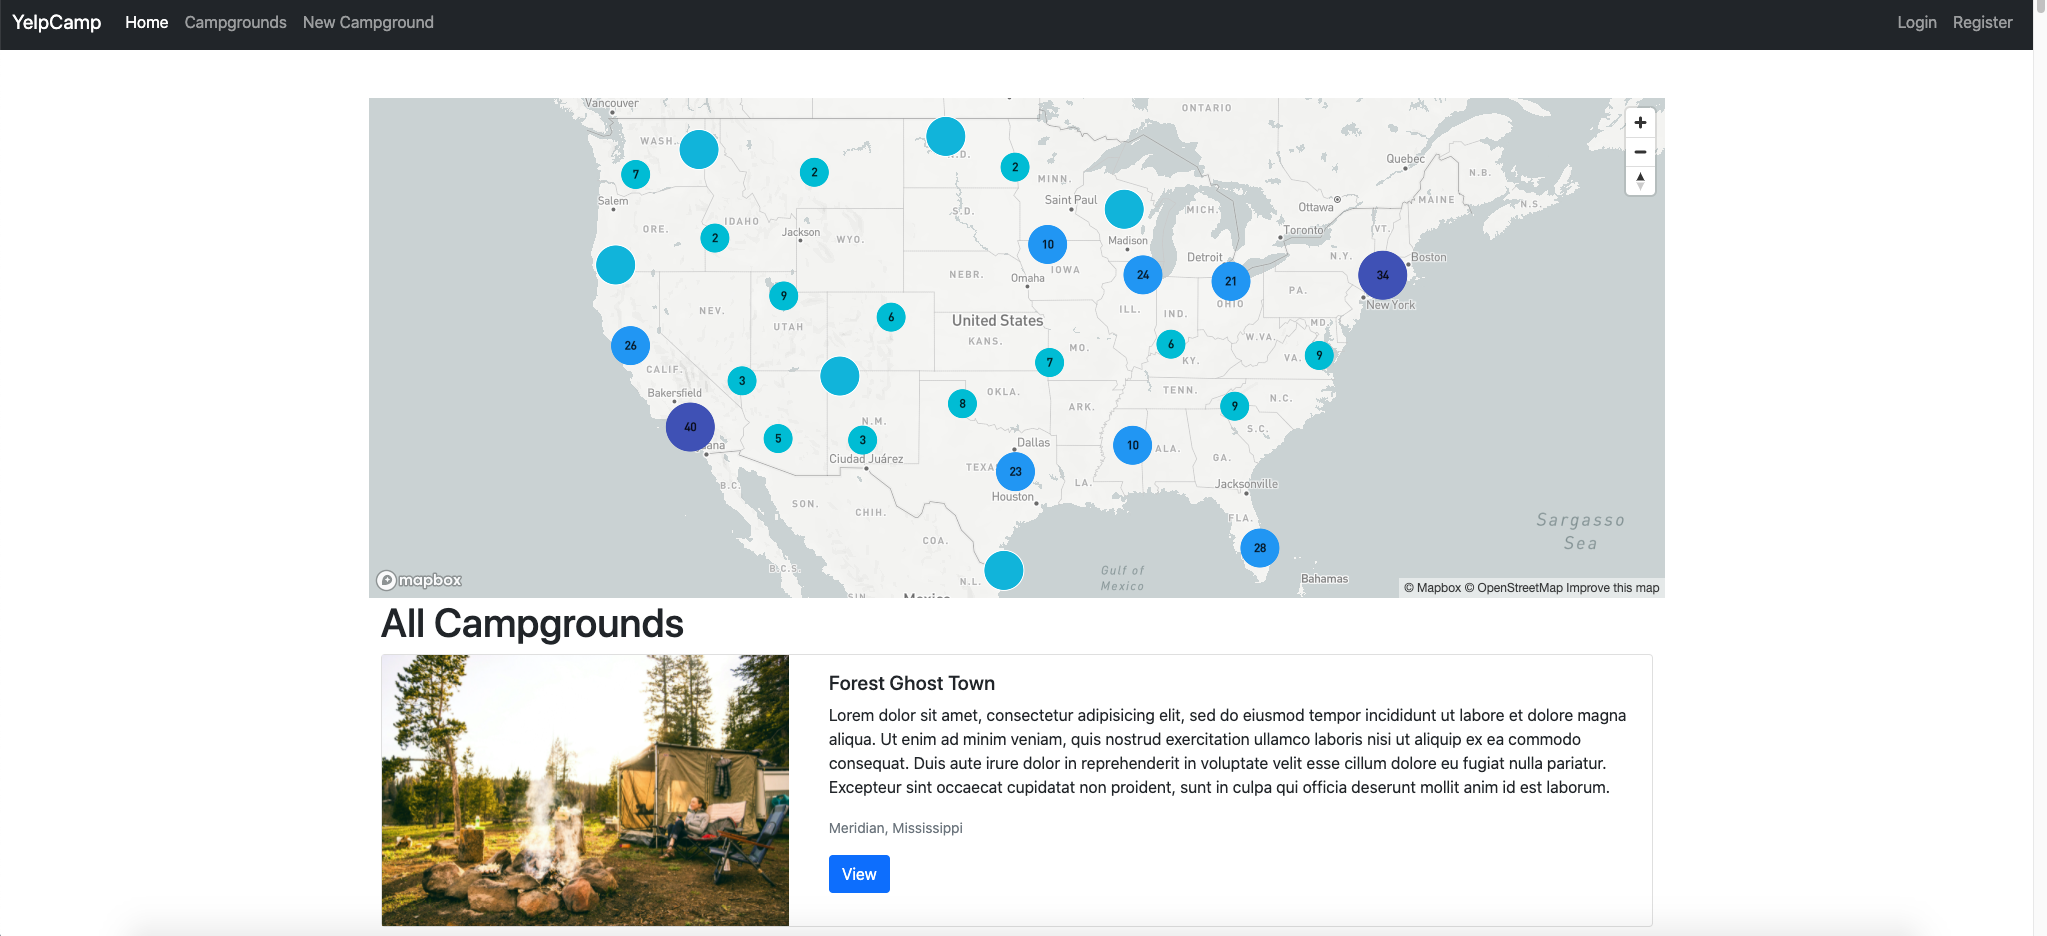 YelpCamp Home Campgrounds New Campground Login Register
Vancouver
ONTARIO
WASH.
N.D.
Quebec
7
2
2
MINN.
N.B.
Salem
Saint Paul
MAINE
N.S.
Ottawa
S.D.
MICH.
IDAHO
ORE.
Jackson
WYO.
VT.
Toronto
2
10
Madison
Detroit
N.Y.
Boston
IOWA
NEBR.
Omaha
24
21
34
PA.
9
OHIO
New York
NEV.
ILL.
IND.
6
United States
MD.
UTAH
KANS.
W.VA.
26
MO.
6
KY.
VA.
9
7
CALIF.
3
Bakersfield
OKLA.
TENN.
8
ARK.
9
N.C.
40
N.M.
S.C.
5
3
Dallas
10
ALA.
Ciudad Juárez
GA.
TEXAS
23
B.C.
LA.
Jacksonville
Houston
SON.
CHIH.
FLA.
Sargasso
Sea
COA.
28
B.C.S.
Gulf of
Mexico
N.L.
Bahamas
SIN.
Mexico
mapbox
© Mapbox © OpenStreetMap Improve this map
All Campgrounds
Forest Ghost Town
Lorem dolor sit amet, consectetur adipisicing elit, sed do eiusmod tempor incididunt ut labore et dolore magna
aliqua. Ut enim ad minim veniam, quis nostrud exercitation ullamco laboris nisi ut aliquip ex ea commodo
consequat. Duis aute irure dolor in reprehenderit in voluptate velit esse cillum dolore eu fugiat nulla pariatur.
Excepteur sint occaecat cupidatat non proident, sunt in culpa qui officia deserunt mollit anim id est laborum.
Meridian, Mississippi
View